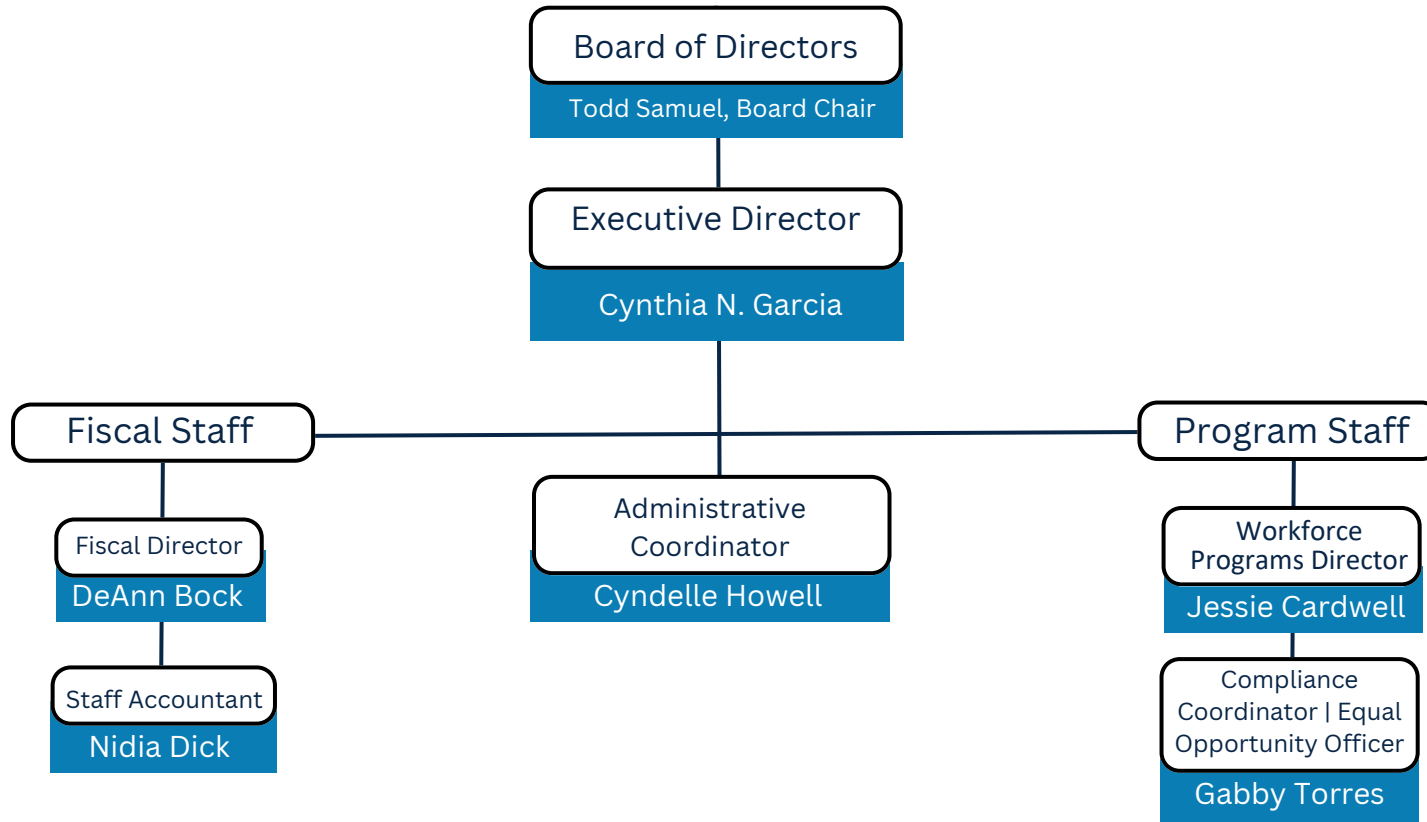 Board of Directors
Todd Samuel, Board Chair
Executive Director
Cynthia N. Garcia
Fiscal Staff
Program Staff
Fiscal Director
DeAnn Bock
Staff Accountant
Nidia Dick
Administrative
Coordinator
Cyndelle Howell
Workforce
Programs Director
Jessie Cardwell
Compliance
Coordinator | Equal
Opportunity Officer
Gabby Torres